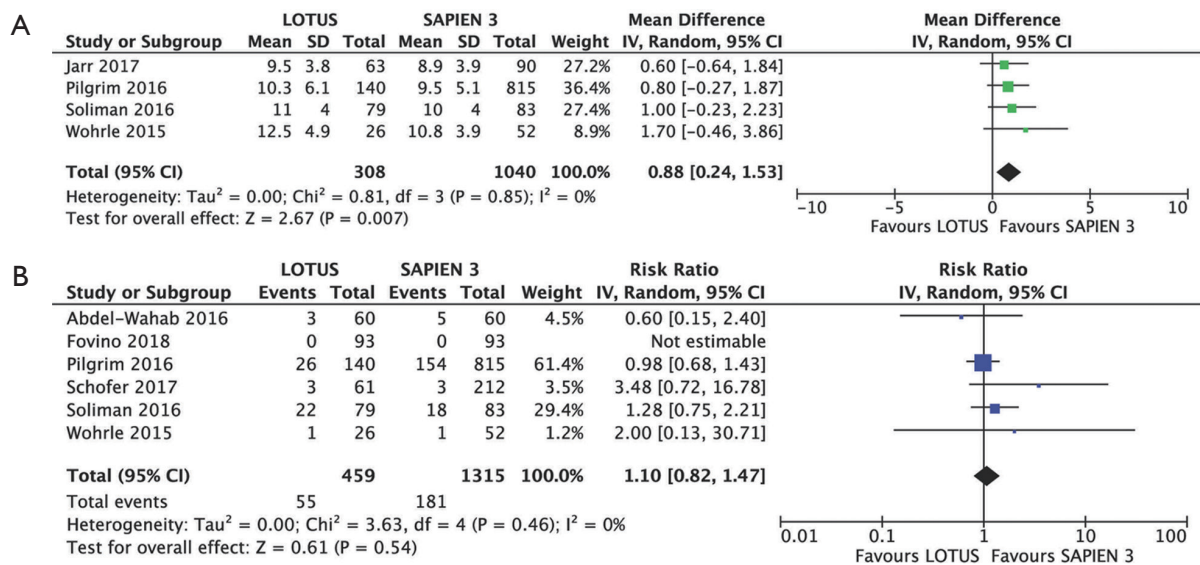 A
LOTUS SAPIEN 3 Mean Difference Mean Difference
Study or Subgroup Mean SD Total Mean SD Total Weight IV, Random, 95% CI IV, Random, 95% CI
Jarr 2017 9.5 3.8 63 8.9 3.9 90 27.2% 0.60 [−0.64, 1.84]
Pilgrim 2016 10.3 6.1 140 9.5 5.1 815 36.4% 0.80 [−0.27, 1.87]
Soliman 2016 11 4 79 10 4 83 27.4% 1.00 [−0.23, 2.23]
Wohrle 2015 12.5 4.9 26 10.8 3.9 52 8.9% 1.70 [−0.46, 3.86]
Total (95% CI) 308 1040 100.0% 0.88 [0.24, 1.53]
Heterogeneity: Tau² = 0.00; Chi² = 0.81, df = 3 (P = 0.85); I² = 0%
Test for overall effect: Z = 2.67 (P = 0.007)
−10 −5 0 5 10
Favours LOTUS Favours SAPIEN 3
B
LOTUS SAPIEN 3 Risk Ratio Risk Ratio
Study or Subgroup Events Total Events Total Weight IV, Random, 95% CI IV, Random, 95% CI
Abdel−Wahab 2016 3 60 5 60 4.5% 0.60 [0.15, 2.40]
Fovino 2018 0 93 0 93 Not estimable
Pilgrim 2016 26 140 154 815 61.4% 0.98 [0.68, 1.43]
Schofer 2017 3 61 3 212 3.5% 3.48 [0.72, 16.78]
Soliman 2016 22 79 18 83 29.4% 1.28 [0.75, 2.21]
Wohrle 2015 1 26 1 52 1.2% 2.00 [0.13, 30.71]
Total (95% CI) 459 1315 100.0% 1.10 [0.82, 1.47]
Total events 55 181
Heterogeneity: Tau² = 0.00; Chi² = 3.63, df = 4 (P = 0.46); I² = 0%
Test for overall effect: Z = 0.61 (P = 0.54)
0.01 0.1 1 10 100
Favours LOTUS Favours SAPIEN 3